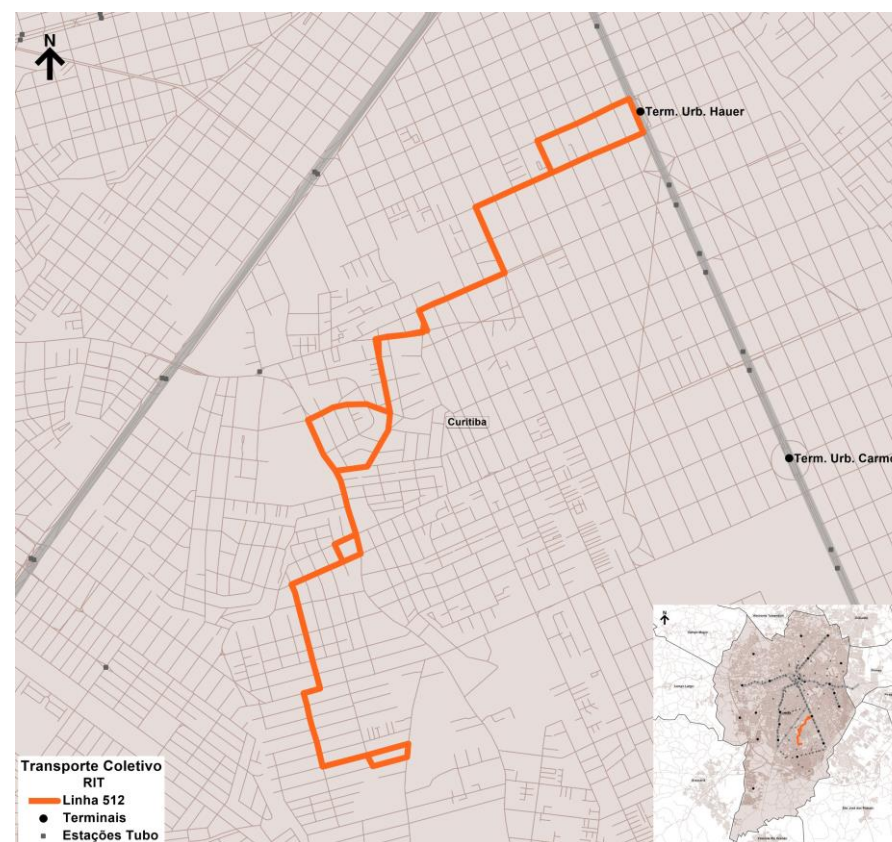 N
Term. Urb. Hauer
Curitiba
Term. Urb. Carmo
N
Transporte Coletivo
RIT
Linha 512
Terminais
Estações Tubo